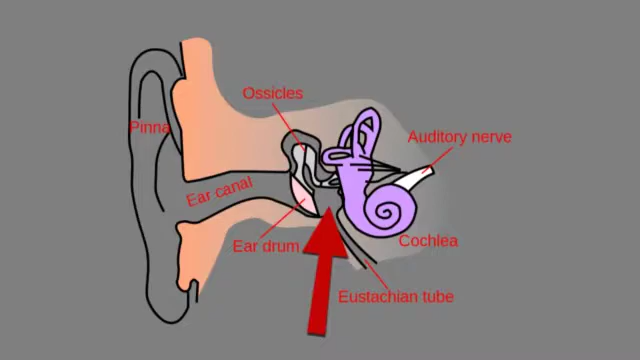 Ossicles
Pinna
Auditory nerve
Ear canal
Ear drum
Cochlea
Eustachian tube